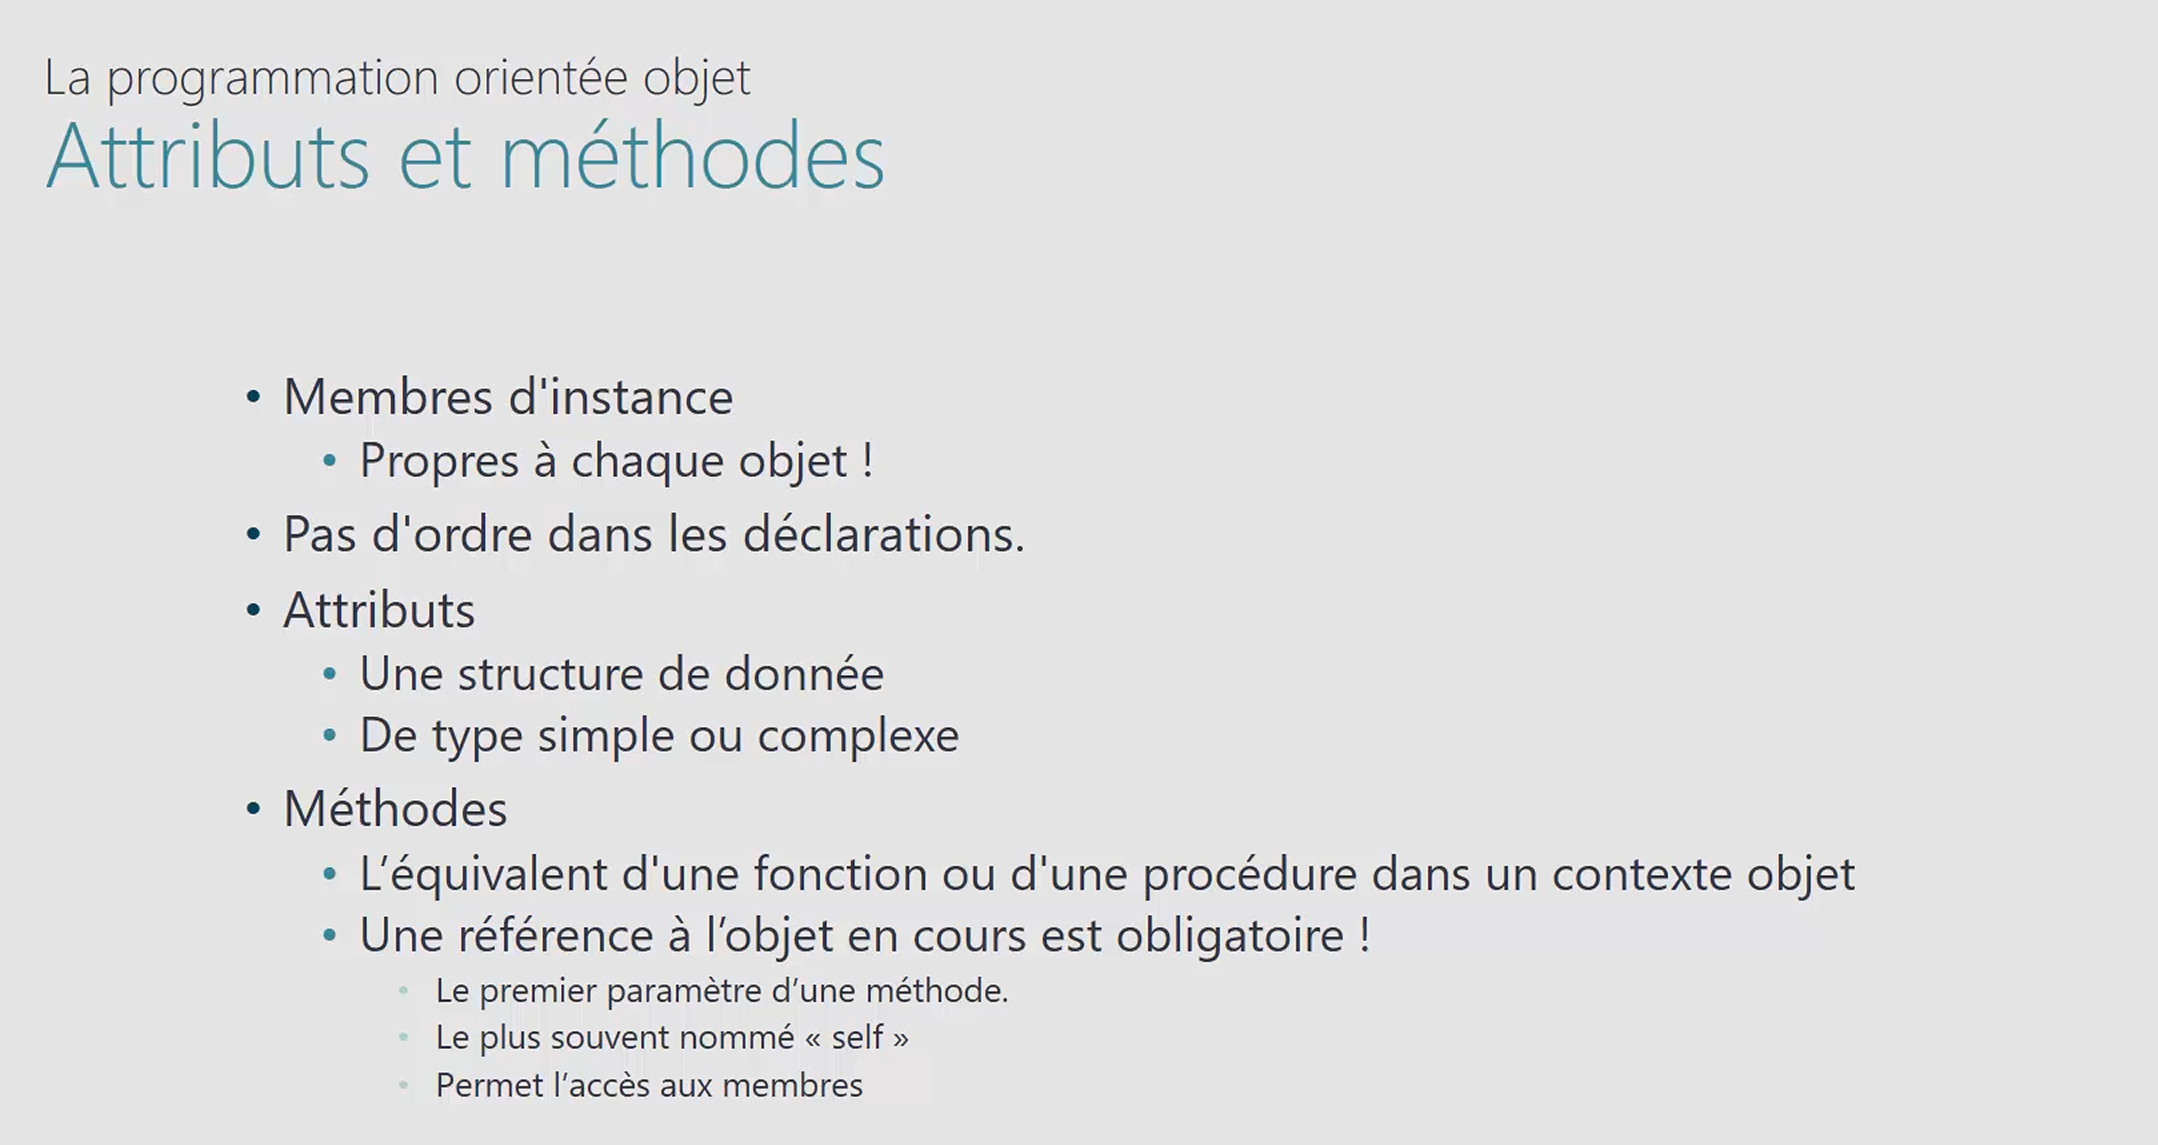 La programmation orientée objet
Attributs et méthodes
• Membres d'instance
• Propres à chaque objet !
• Pas d'ordre dans les déclarations.
• Attributs
• Une structure de donnée
• De type simple ou complexe
• Méthodes
• L’équivalent d'une fonction ou d'une procédure dans un contexte objet
• Une référence à l’objet en cours est obligatoire !
• Le premier paramètre d’une méthode.
• Le plus souvent nommé « self »
• Permet l’accès aux membres